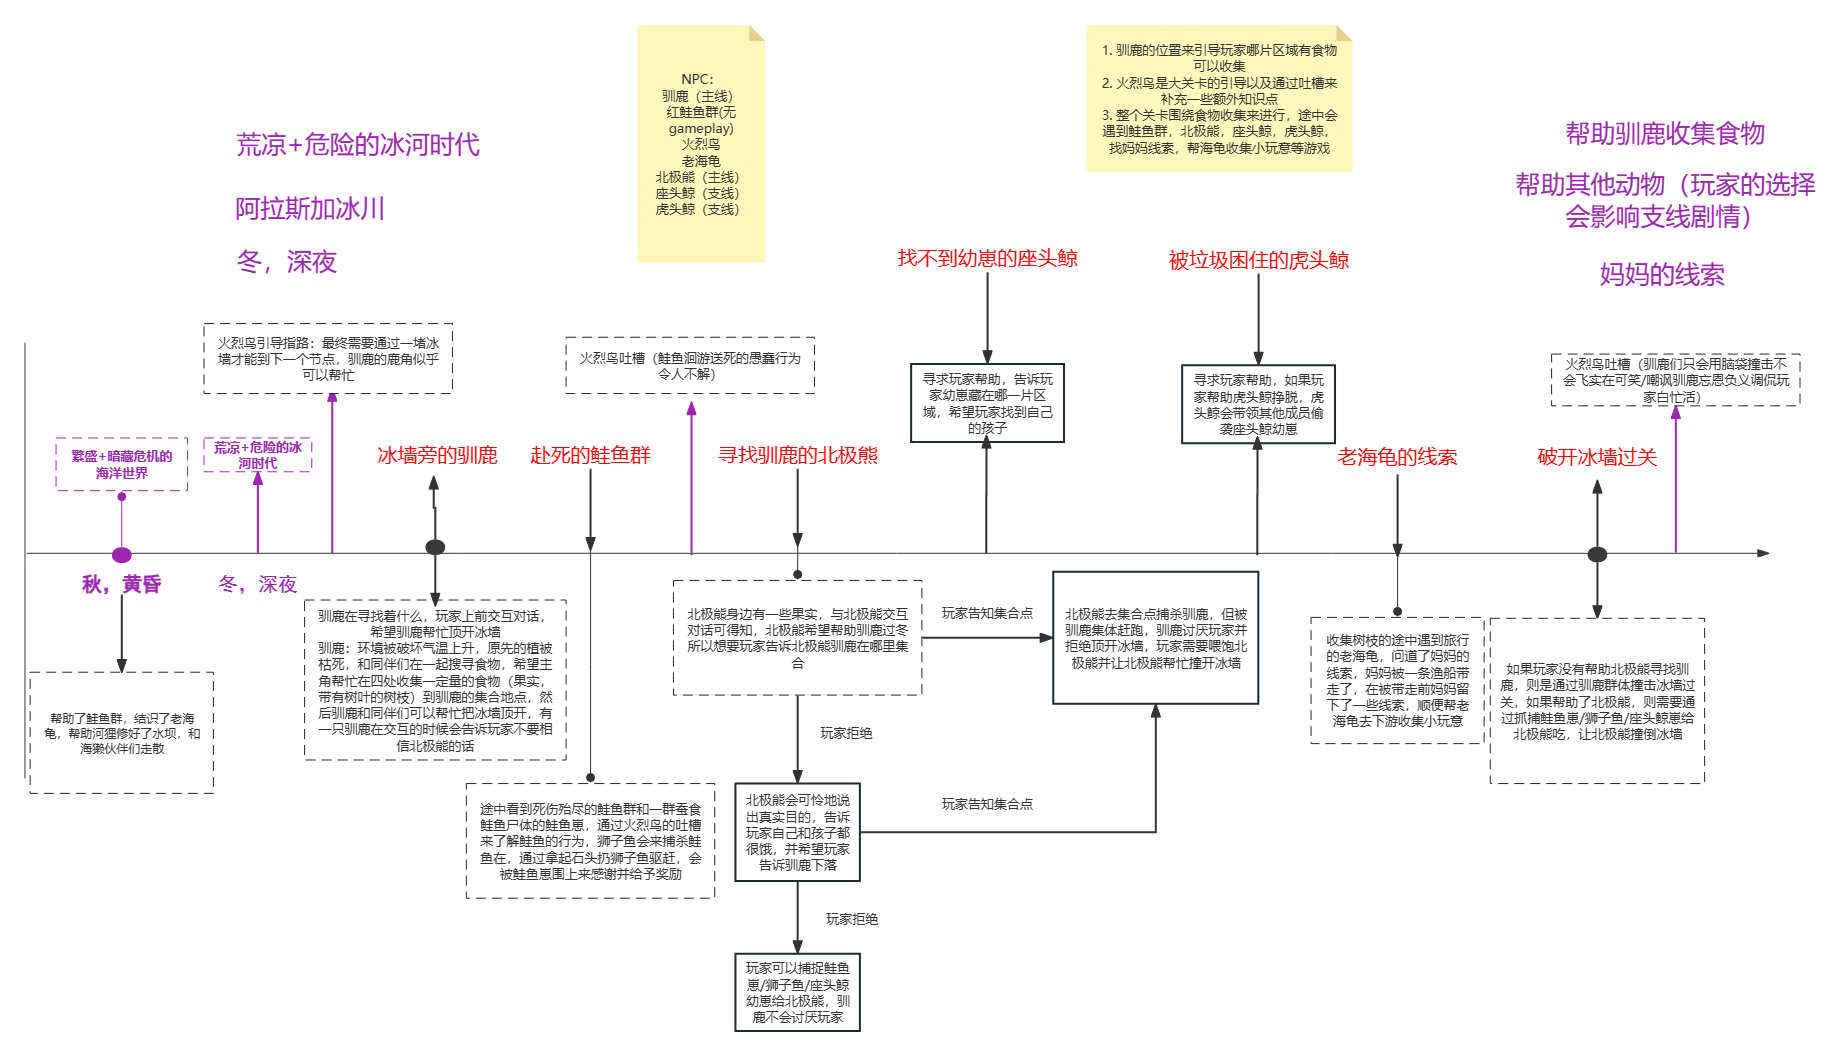 NPC：
驯鹿（主线）
红鲑鱼群(无
gameplay)
火烈鸟
老海龟
北极熊（主线）
座头鲸（支线）
虎头鲸（支线）
1. 驯鹿的位置来引导玩家哪片区域有食物
可以收集
2. 火烈鸟是大关卡的引导以及通过吐槽来
补充一些额外知识点
3. 整个关卡围绕食物收集来进行，途中会
遇到鲑鱼群，北极熊，座头鲸，虎头鲸，
找妈妈线索，帮海龟收集小玩意等游戏
荒凉+危险的冰河时代
阿拉斯加冰川
冬，深夜
帮助驯鹿收集食物
帮助其他动物（玩家的选择
会影响支线剧情）
妈妈的线索
找不到幼崽的座头鲸
被垃圾困住的虎头鲸
火烈鸟引导指路：最终需要通过一堵冰
墙才能到下一个节点，驯鹿的鹿角似乎
可以帮忙
火烈鸟吐槽（鲑鱼洄游送死的愚蠢行为
令人不解）
寻求玩家帮助，告诉玩
家幼崽藏在哪一片区
域，希望玩家找到自己
的孩子
寻求玩家帮助，如果玩
家帮助虎头鲸挣脱，虎
头鲸会带领其他成员偷
袭座头鲸幼崽
火烈鸟吐槽（驯鹿们只会用脑袋撞击不
会飞实在可笑/嘲讽驯鹿忘恩负义调侃玩
家白忙活）
繁盛+暗藏危机的
海洋世界
荒凉+危险的冰
河时代
冰墙旁的驯鹿
赴死的鲑鱼群
寻找驯鹿的北极熊
老海龟的线索
破开冰墙过关
秋，黄昏
冬，深夜
帮助了鲑鱼群，结识了老海
龟，帮助河狸修好了水坝，和
海獭伙伴们走散
驯鹿在寻找着什么，玩家上前交互对话，
希望驯鹿帮忙顶开冰墙
驯鹿：环境被破坏气温上升，原先的植被
枯死，和同伴们在一起搜寻食物，希望主
角帮忙在四处收集一定量的食物（果实，
带有树叶的树枝）到驯鹿的集合地点，然
后驯鹿和同伴们可以帮忙把冰墙顶开，有
一只驯鹿在交互的时候会告诉玩家不要相
信北极熊的话
途中看到死伤殆尽的鲑鱼群和一群蚕食
鲑鱼尸体的鲑鱼崽，通过火烈鸟的吐槽
来了解鲑鱼的行为，狮子鱼会来捕杀鲑
鱼在，通过拿起石头扔狮子鱼驱赶，会
被鲑鱼崽围上来感谢并给予奖励
北极熊身边有一些果实，与北极熊交互
对话可得知，北极熊希望帮助驯鹿过冬
所以想要玩家告诉北极熊驯鹿在哪里集
合
玩家告知集合点
北极熊去集合点捕杀驯鹿，但被
驯鹿集体赶跑，驯鹿讨厌玩家并
拒绝顶开冰墙，玩家需要喂饱北
极熊并让北极熊帮忙撞开冰墙
玩家拒绝
北极熊会可怜地说
出真实目的，告诉
玩家自己和孩子都
很饿，并希望玩家
告诉驯鹿下落
玩家告知集合点
玩家拒绝
玩家可以捕捉鲑鱼
崽/狮子鱼/座头鲸
幼崽给北极熊，驯
鹿不会讨厌玩家
收集树枝的途中遇到旅行
的老海龟，问道了妈妈的
线索，妈妈被一条渔船带
走了，在被带走前妈妈留
下了一些线索，顺便帮老
海龟去下游收集小玩意
如果玩家没有帮助北极熊寻找驯
鹿，则是通过驯鹿群体撞击冰墙过
关，如果帮助了北极熊，则需要通
过抓捕鲑鱼崽/狮子鱼/座头鲸崽给
北极熊吃，让北极熊撞倒冰墙